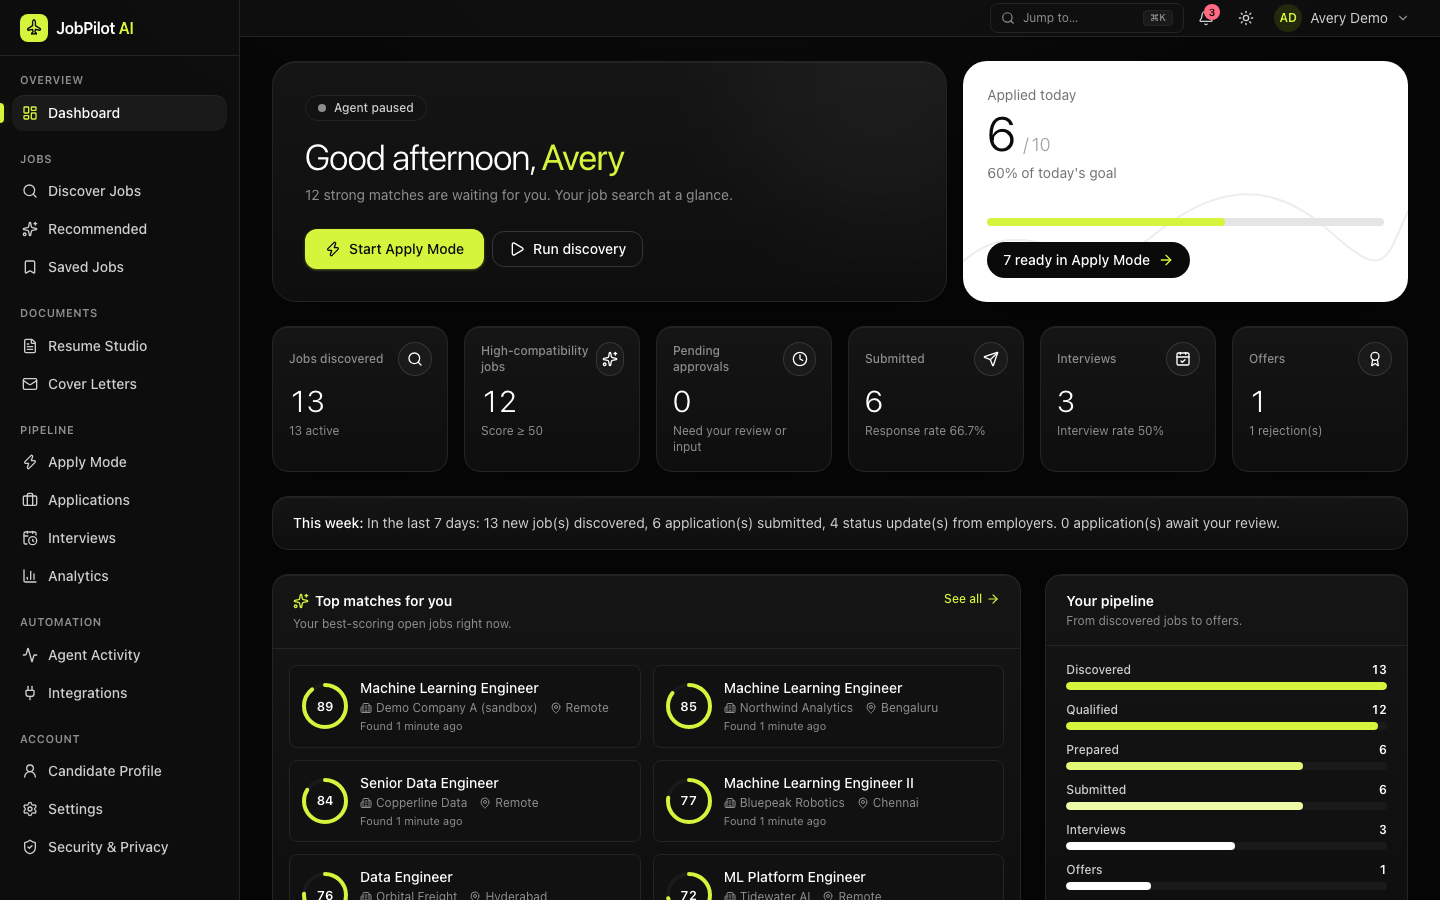 JobPilot AI
OVERVIEW
Dashboard
JOBS
Discover Jobs
Recommended
Saved Jobs
DOCUMENTS
Resume Studio
Cover Letters
PIPELINE
Apply Mode
Applications
Interviews
Analytics
AUTOMATION
Agent Activity
Integrations
ACCOUNT
Candidate Profile
Settings
Security & Privacy
Jump to...
⌘K
3
AD
Avery Demo
Agent paused
Good afternoon, Avery
12 strong matches are waiting for you. Your job search at a glance.
Start Apply Mode
Run discovery
Applied today
6 / 10
60% of today's goal
7 ready in Apply Mode
Jobs discovered
13
13 active
High-compatibility
jobs
12
Score ≥ 50
Pending
approvals
0
Need your review or
input
Submitted
6
Response rate 66.7%
Interviews
3
Interview rate 50%
Offers
1
1 rejection(s)
This week: In the last 7 days: 13 new job(s) discovered, 6 application(s) submitted, 4 status update(s) from employers. 0 application(s) await your review.
Top matches for you
See all
Your best-scoring open jobs right now.
89
Machine Learning Engineer
Demo Company A (sandbox) Remote
Found 1 minute ago
85
Machine Learning Engineer
Northwind Analytics Bengaluru
Found 1 minute ago
84
Senior Data Engineer
Copperline Data Remote
Found 1 minute ago
77
Machine Learning Engineer II
Bluepeak Robotics Chennai
Found 1 minute ago
76
Data Engineer
Orbital Freight Hyderabad
72
ML Platform Engineer
Tidewater AI Remote
Your pipeline
From discovered jobs to offers.
Discovered 13
Qualified 12
Prepared 6
Submitted 6
Interviews 3
Offers 1